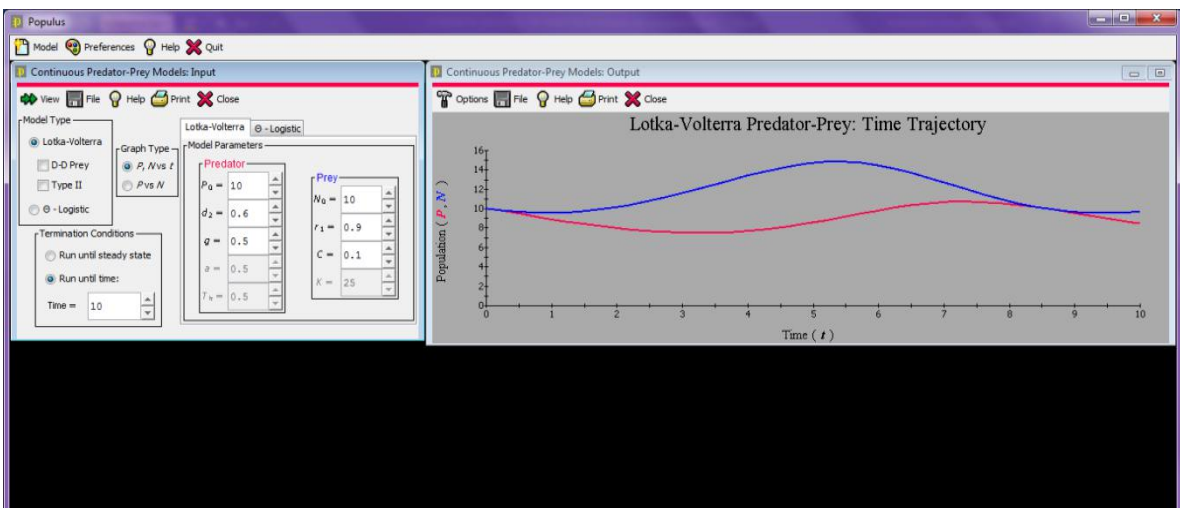 Populus
Model Preferences Help Quit
Continuous Predator-Prey Models: Input
View File Help Print Close
Model Type
Lotka-Volterra
D-D Prey
Type II
Θ - Logistic
Graph Type
P, N vs t
P vs N
Termination Conditions
Run until steady state
Run until time:
Time = 10
Lotka-Volterra Θ - Logistic
Model Parameters
Predator
P0 = 10
d2 = 0.6
g = 0.5
a = 0.5
Th = 0.5
Prey
N0 = 10
r1 = 0.9
C = 0.1
K = 25
Continuous Predator-Prey Models: Output
Options File Help Print Close
Lotka-Volterra Predator-Prey: Time Trajectory
Population ( P, N )
16
14
12
10
8
6
4
2
0
0 1 2 3 4 5 6 7 8 9 10
Time ( t )